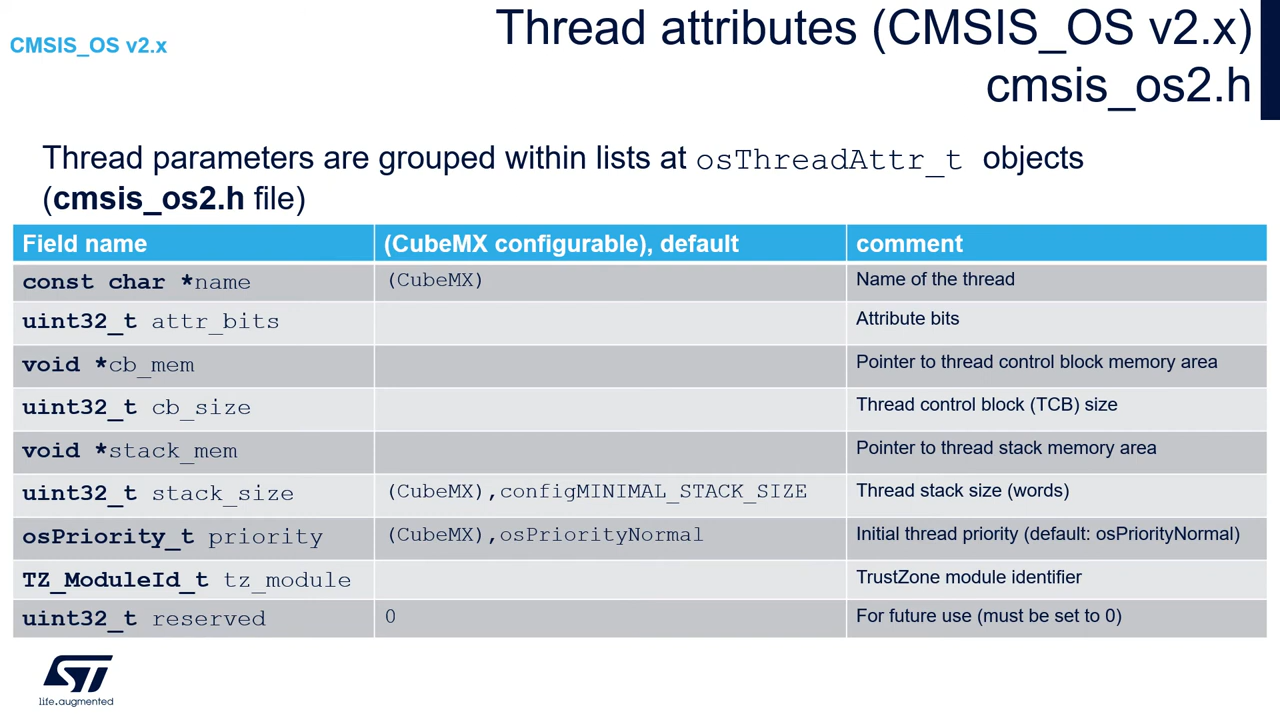 CMSIS_OS v2.x
Thread attributes (CMSIS_OS v2.x)
cmsis_os2.h
Thread parameters are grouped within lists at osThreadAttr_t objects
(cmsis_os2.h file)
Field name (CubeMX configurable), default comment
const char *name (CubeMX) Name of the thread
uint32_t attr_bits Attribute bits
void *cb_mem Pointer to thread control block memory area
uint32_t cb_size Thread control block (TCB) size
void *stack_mem Pointer to thread stack memory area
uint32_t stack_size (CubeMX),configMINIMAL_STACK_SIZE Thread stack size (words)
osPriority_t priority (CubeMX),osPriorityNormal Initial thread priority (default: osPriorityNormal)
TZ_ModuleId_t tz_module TrustZone module identifier
uint32_t reserved 0 For future use (must be set to 0)
ST
life.augmented